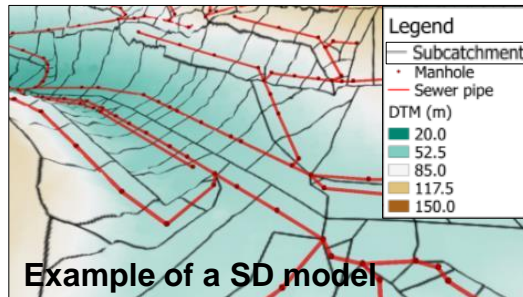 Legend
Subcatchment
Manhole
Sewer pipe
DTM (m)
20.0
52.5
85.0
117.5
150.0
Example of a SD model